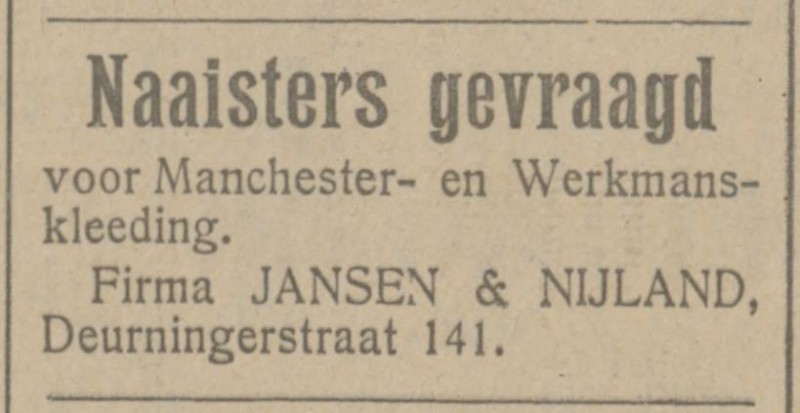 Naaisters gevraagd
voor Manchester- en Werkmans-
kleeding.
Firma JANSEN & NIJLAND,
Deurningerstraat 141.